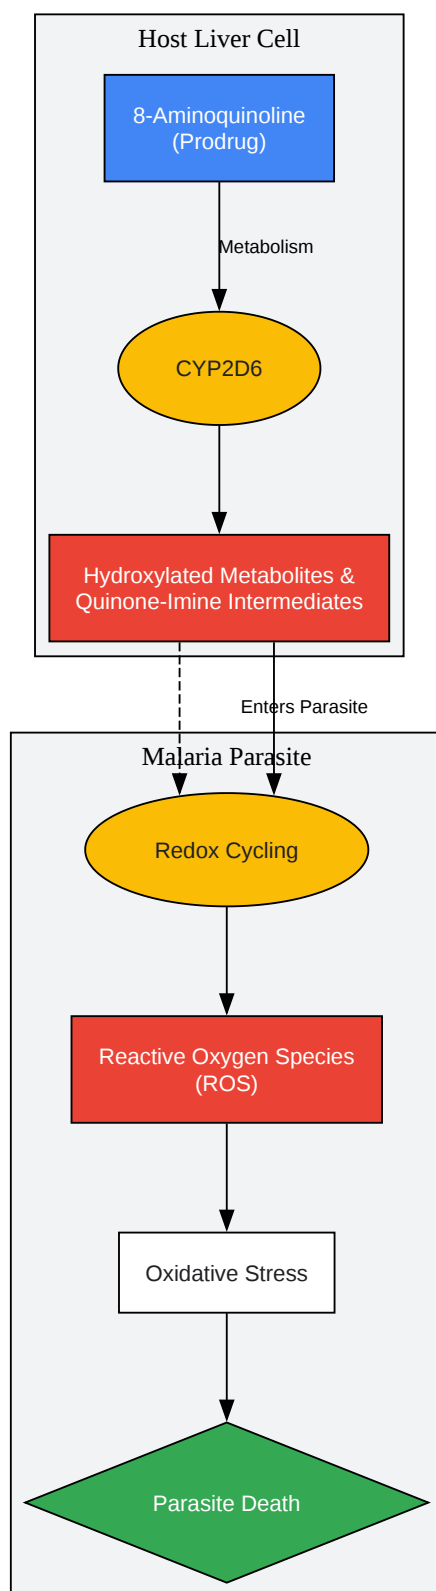 Host Liver Cell
8-Aminoquinoline
(Prodrug)
Metabolism
CYP2D6
Hydroxylated Metabolites &
Quinone-Imine Intermediates
Enters Parasite
Malaria Parasite
Redox Cycling
Reactive Oxygen Species
(ROS)
Oxidative Stress
Parasite Death